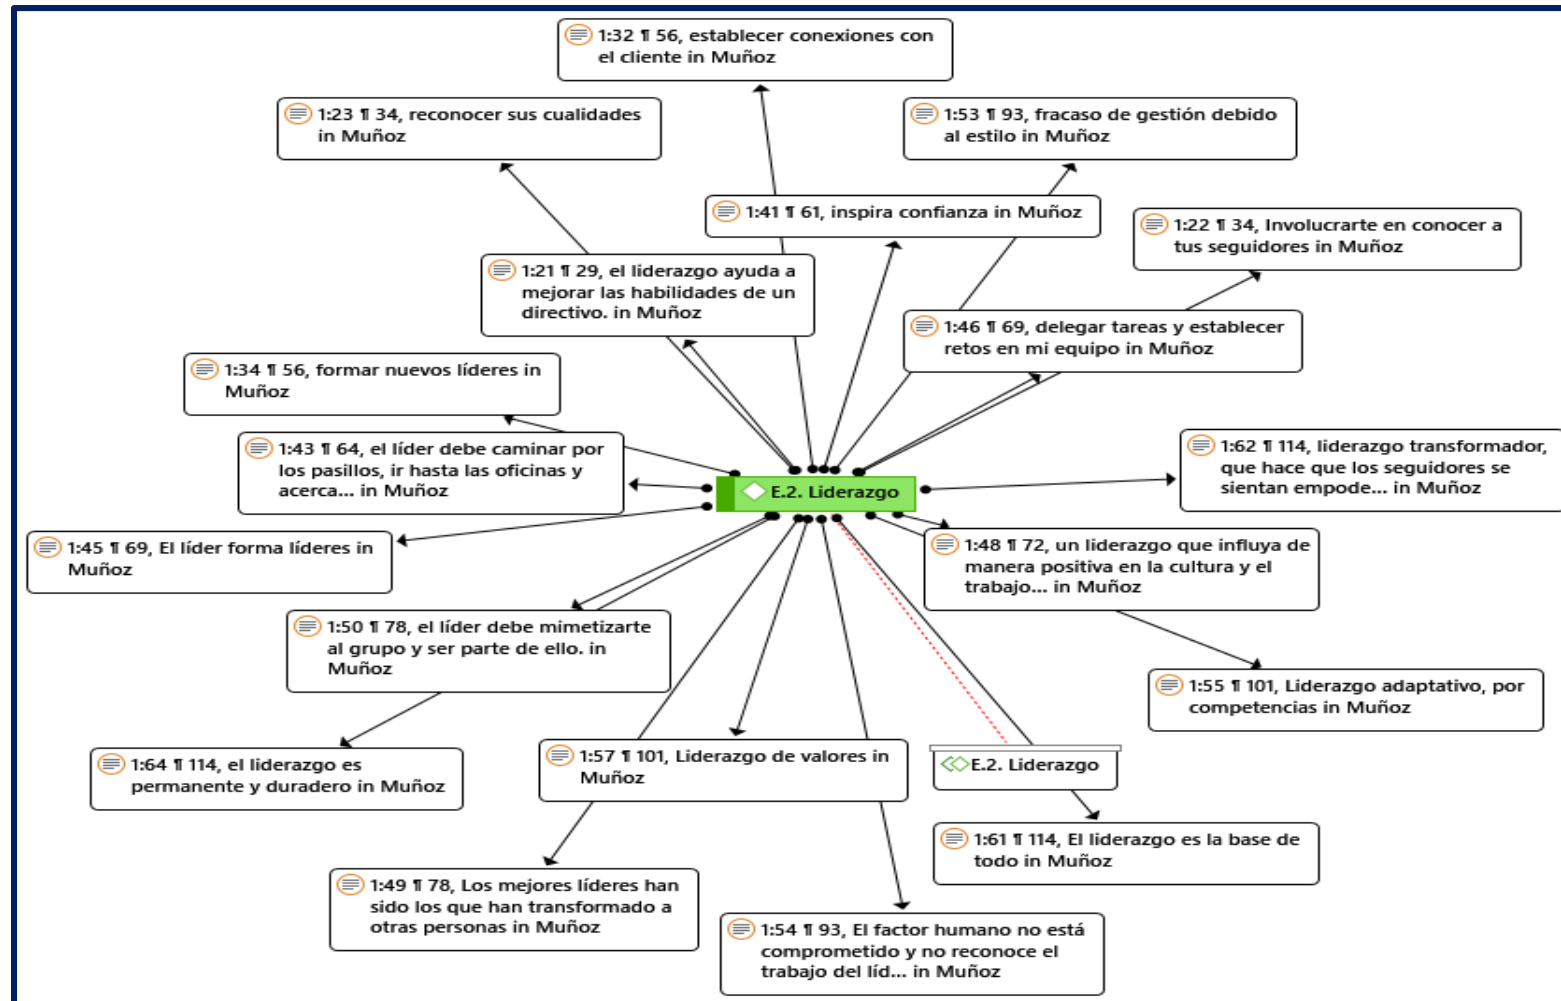 1:32 ¶ 56, establecer conexiones con
el cliente in Muñoz
1:23 ¶ 34, reconocer sus cualidades
in Muñoz
1:53 ¶ 93, fracaso de gestión debido
al estilo in Muñoz
1:41 ¶ 61, inspira confianza in Muñoz
1:22 ¶ 34, Involucrarte en conocer a
tus seguidores in Muñoz
1:21 ¶ 29, el liderazgo ayuda a
mejorar las habilidades de un
directivo. in Muñoz
1:46 ¶ 69, delegar tareas y establecer
retos en mi equipo in Muñoz
1:34 ¶ 56, formar nuevos líderes in
Muñoz
1:43 ¶ 64, el líder debe caminar por
los pasillos, ir hasta las oficinas y
acerca... in Muñoz
1:62 ¶ 114, liderazgo transformador,
que hace que los seguidores se
sientan empode... in Muñoz
E.2. Liderazgo
1:45 ¶ 69, El líder forma líderes in
Muñoz
1:48 ¶ 72, un liderazgo que influya de
manera positiva en la cultura y el
trabajo... in Muñoz
1:50 ¶ 78, el líder debe mimetizarte
al grupo y ser parte de ello. in
Muñoz
1:55 ¶ 101, Liderazgo adaptativo, por
competencias in Muñoz
1:64 ¶ 114, el liderazgo es
permanente y duradero in Muñoz
1:57 ¶ 101, Liderazgo de valores in
Muñoz
E.2. Liderazgo
1:61 ¶ 114, El liderazgo es la base de
todo in Muñoz
1:49 ¶ 78, Los mejores líderes han
sido los que han transformado a
otras personas in Muñoz
1:54 ¶ 93, El factor humano no está
comprometido y no reconoce el
trabajo del líd... in Muñoz